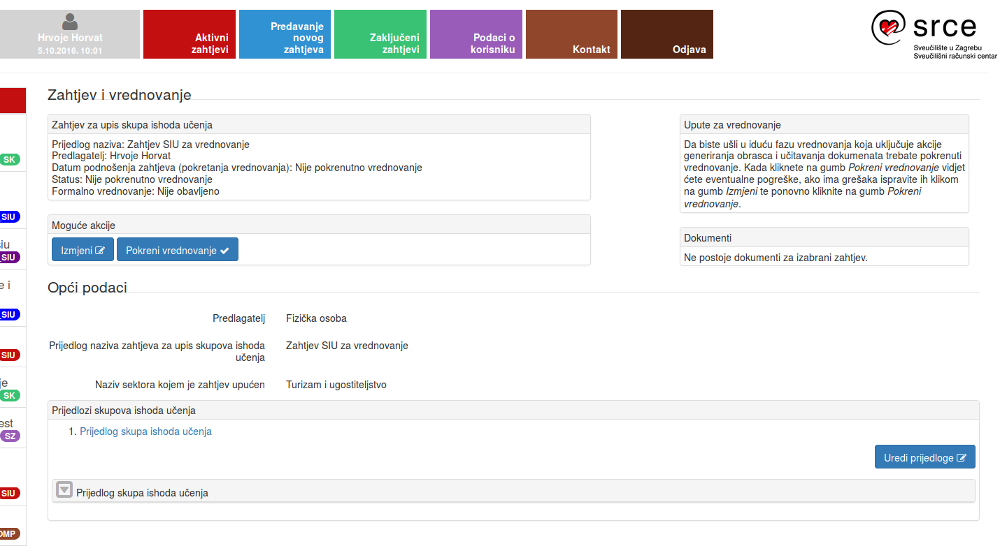 Hrvoje Horvat
5.10.2016. 10:01
Aktivni
zahtjevi
Predavanje
novog
zahtjeva
Zaključeni
zahtjevi
Podaci o
korisniku
Kontakt
Odjava
srce
Sveučilište u Zagrebu
Sveučilišni računski centar
SK
_SIU
siu
_SIU
e i
_SIU
SIU
je
SK
est
SZ
SIU
OMP
Zahtjev i vrednovanje
Zahtjev za upis skupa ishoda učenja
Prijedlog naziva: Zahtjev SIU za vrednovanje
Predlagatelj: Hrvoje Horvat
Datum podnošenja zahtjeva (pokretanja vrednovanja): Nije pokrenutno vrednovanje
Status: Nije pokrenutno vrednovanje
Formalno vrednovanje: Nije obavljeno
Moguće akcije
Izmjeni
Pokreni vrednovanje
Upute za vrednovanje
Da biste ušli u iduću fazu vrednovanja koja uključuje akcije
generiranja obrasca i učitavanja dokumenata trebate pokrenuti
vrednovanje. Kada kliknete na gumb Pokreni vrednovanje vidjet
ćete eventualne pogreške, ako ima grešaka ispravite ih klikom
na gumb Izmjeni te ponovno kliknite na gumb Pokreni
vrednovanje.
Dokumenti
Ne postoje dokumenti za izabrani zahtjev.
Opći podaci
Predlagatelj Fizička osoba
Prijedlog naziva zahtjeva za upis skupova ishoda Zahtjev SIU za vrednovanje
učenja
Naziv sektora kojem je zahtjev upućen Turizam i ugostiteljstvo
Prijedlozi skupova ishoda učenja
1. Prijedlog skupa ishoda učenja
Uredi prijedloge
Prijedlog skupa ishoda učenja